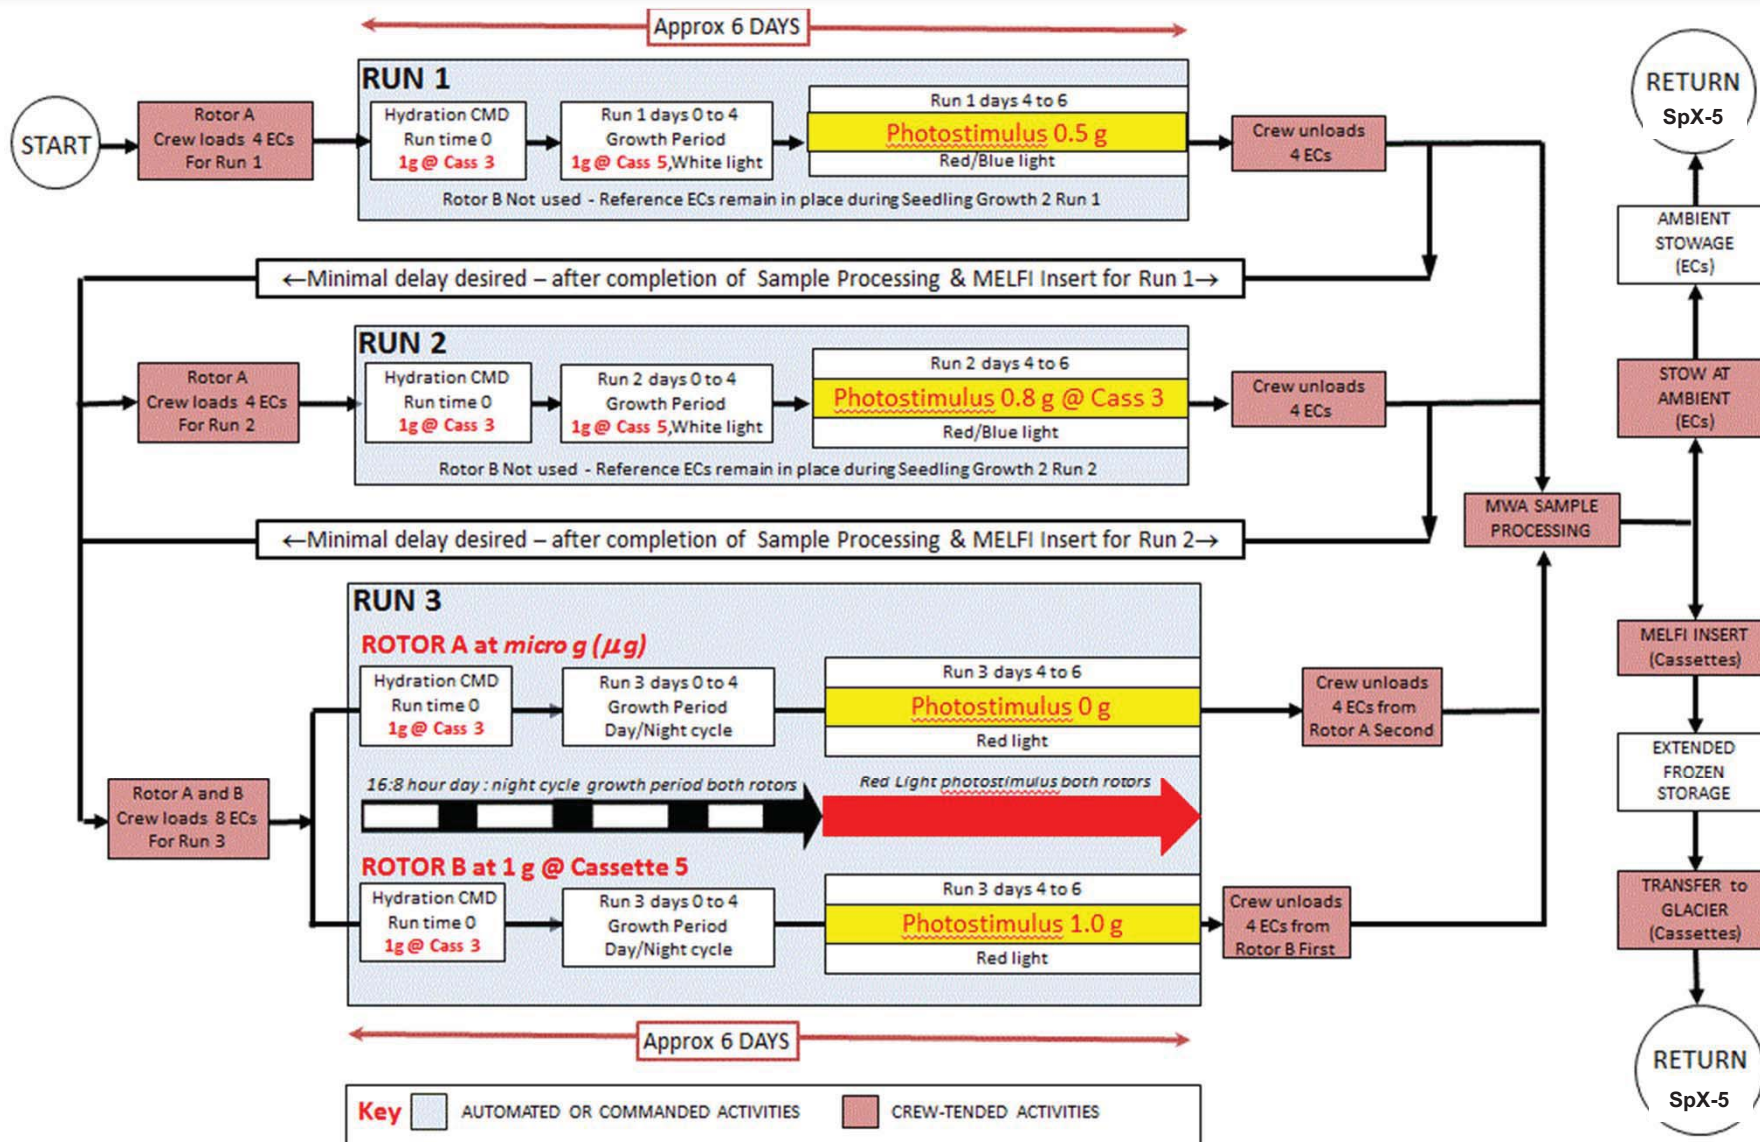 Approx 6 DAYS
START
Rotor A
Crew loads 4 ECs
For Run 1
RUN 1
Hydration CMD
Run time 0
1g @ Cass 3
Run 1 days 0 to 4
Growth Period
1g @ Cass 5,White light
Run 1 days 4 to 6
Photostimulus 0.5 g
Red/Blue light
Rotor B Not used - Reference ECs remain in place during Seedling Growth 2 Run 1
Crew unloads
4 ECs
←Minimal delay desired – after completion of Sample Processing & MELFI Insert for Run 1→
Rotor A
Crew loads 4 ECs
For Run 2
RUN 2
Hydration CMD
Run time 0
1g @ Cass 3
Run 2 days 0 to 4
Growth Period
1g @ Cass 5,White light
Run 2 days 4 to 6
Photostimulus 0.8 g @ Cass 3
Red/Blue light
Rotor B Not used - Reference ECs remain in place during Seedling Growth 2 Run 2
Crew unloads
4 ECs
←Minimal delay desired – after completion of Sample Processing & MELFI Insert for Run 2→
Rotor A and B
Crew loads 8 ECs
For Run 3
RUN 3
ROTOR A at micro g (μg)
Hydration CMD
Run time 0
1g @ Cass 3
Run 3 days 0 to 4
Growth Period
Day/Night cycle
Run 3 days 4 to 6
Photostimulus 0 g
Red light
Crew unloads
4 ECs from
Rotor A Second
16:8 hour day : night cycle growth period both rotors
Red Light photostimulus both rotors
ROTOR B at 1 g @ Cassette 5
Hydration CMD
Run time 0
1g @ Cass 3
Run 3 days 0 to 4
Growth Period
Day/Night cycle
Run 3 days 4 to 6
Photostimulus 1.0 g
Red light
Crew unloads
4 ECs from
Rotor B First
Approx 6 DAYS
MWA SAMPLE
PROCESSING
RETURN
SpX-5
AMBIENT
STOWAGE
(ECs)
STOW AT
AMBIENT
(ECs)
MELFI INSERT
(Cassettes)
EXTENDED
FROZEN
STORAGE
TRANSFER to
GLACIER
(Cassettes)
RETURN
SpX-5
Key
AUTOMATED OR COMMANDED ACTIVITIES
CREW-TENDED ACTIVITIES